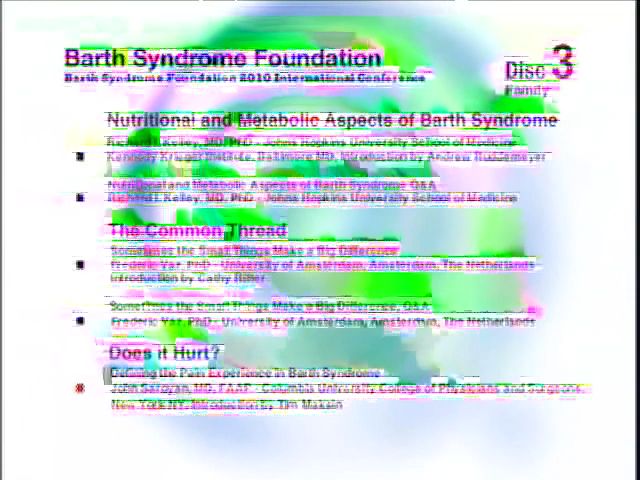 Barth Syndrome Foundation
Barth Syndrome Foundation 2010 International Conference
Disc 3
Family
Nutritional and Metabolic Aspects of Barth Syndrome
Richard I. Kelley, MD, PhD - Johns Hopkins University School of Medicine
Kennedy Krieger Institute, Baltimore MD, Introduction by
Nutritional and Metabolic Aspects of Barth Syndrome Q&A
Richard I. Kelley, MD, PhD - Johns Hopkins University School of Medicine
The Common Thread
Sometimes the Small Things Make a Big Difference
Frederic Vaz, PhD - University of Amsterdam, Amsterdam, The Netherlands
Introduction by Cathy Ritter
Sometimes the Small Things Make a Big Difference, Q&A
Frederic Vaz, PhD - University of Amsterdam, Amsterdam, The Netherlands
Does it Hurt?
Defining the Pain Experience in Barth Syndrome
John Saroyan, MD, FAAP - Columbia University College of Physicians and Surgeons,
New York NY, Introduction by Tim